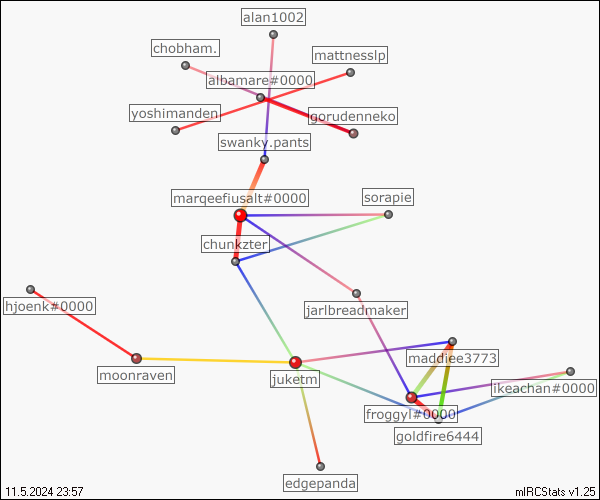 alan1002
chobham.
mattnesslp
albamare#0000
yoshimanden
gorudenneko
swanky.pants
marqeefiusalt#0000
sorapie
chunkzter
hjoenk#0000
jarlbreadmaker
maddiee3773
moonraven
juketm
ikeachan#0000
froggyl#0000
goldfire6444
edgepanda
11.5.2024 23:57
mIRCStats v1.25